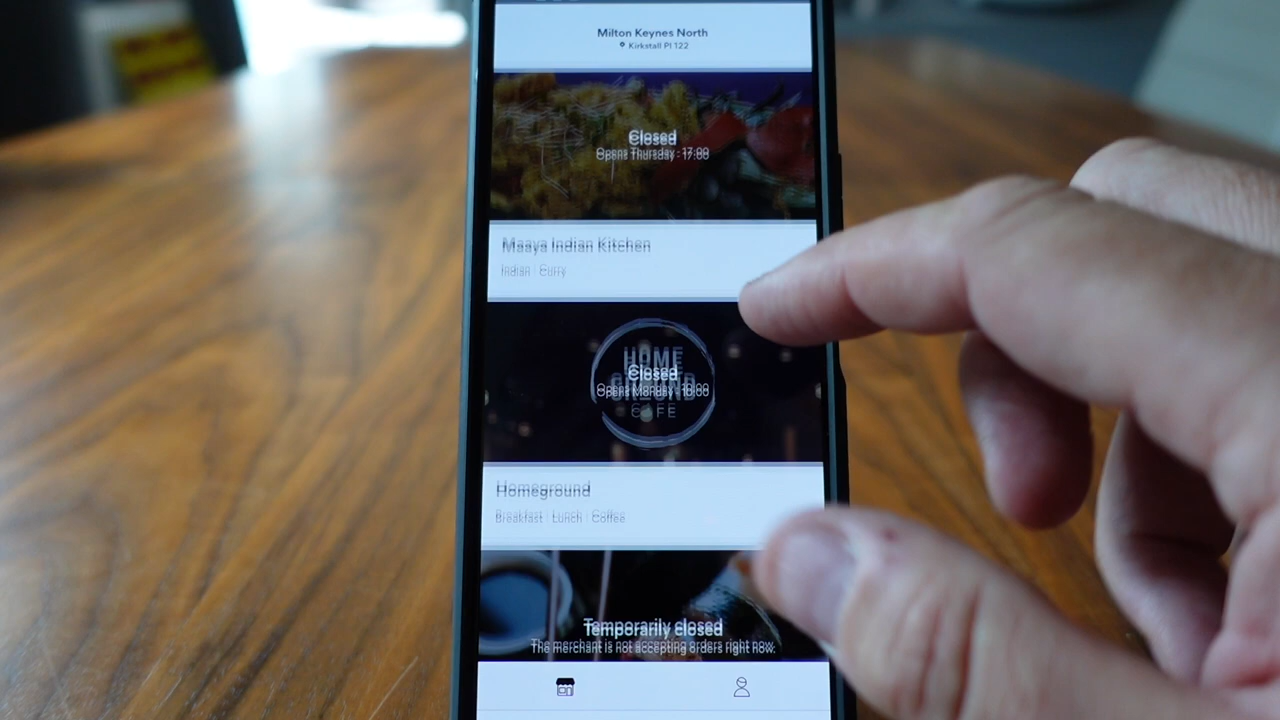 Milton Keynes North
Kirkstall Pl 122
Closed
Opens Thursday - 17:00
Maaya Indian Kitchen
Indian | Curry
HOME
GROUND
CAFE
Closed
Opens Monday - 10:00
Homeground
Breakfast | Lunch | Coffee
Temporarily closed
The merchant is not accepting orders right now.